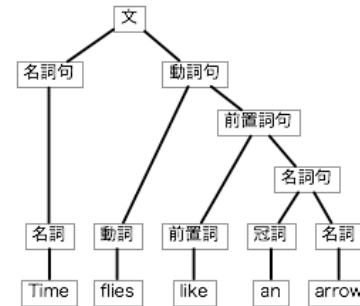 文
名詞句 動詞句
前置詞句
名詞句
名詞 動詞 前置詞 冠詞 名詞
Time flies like an arrow